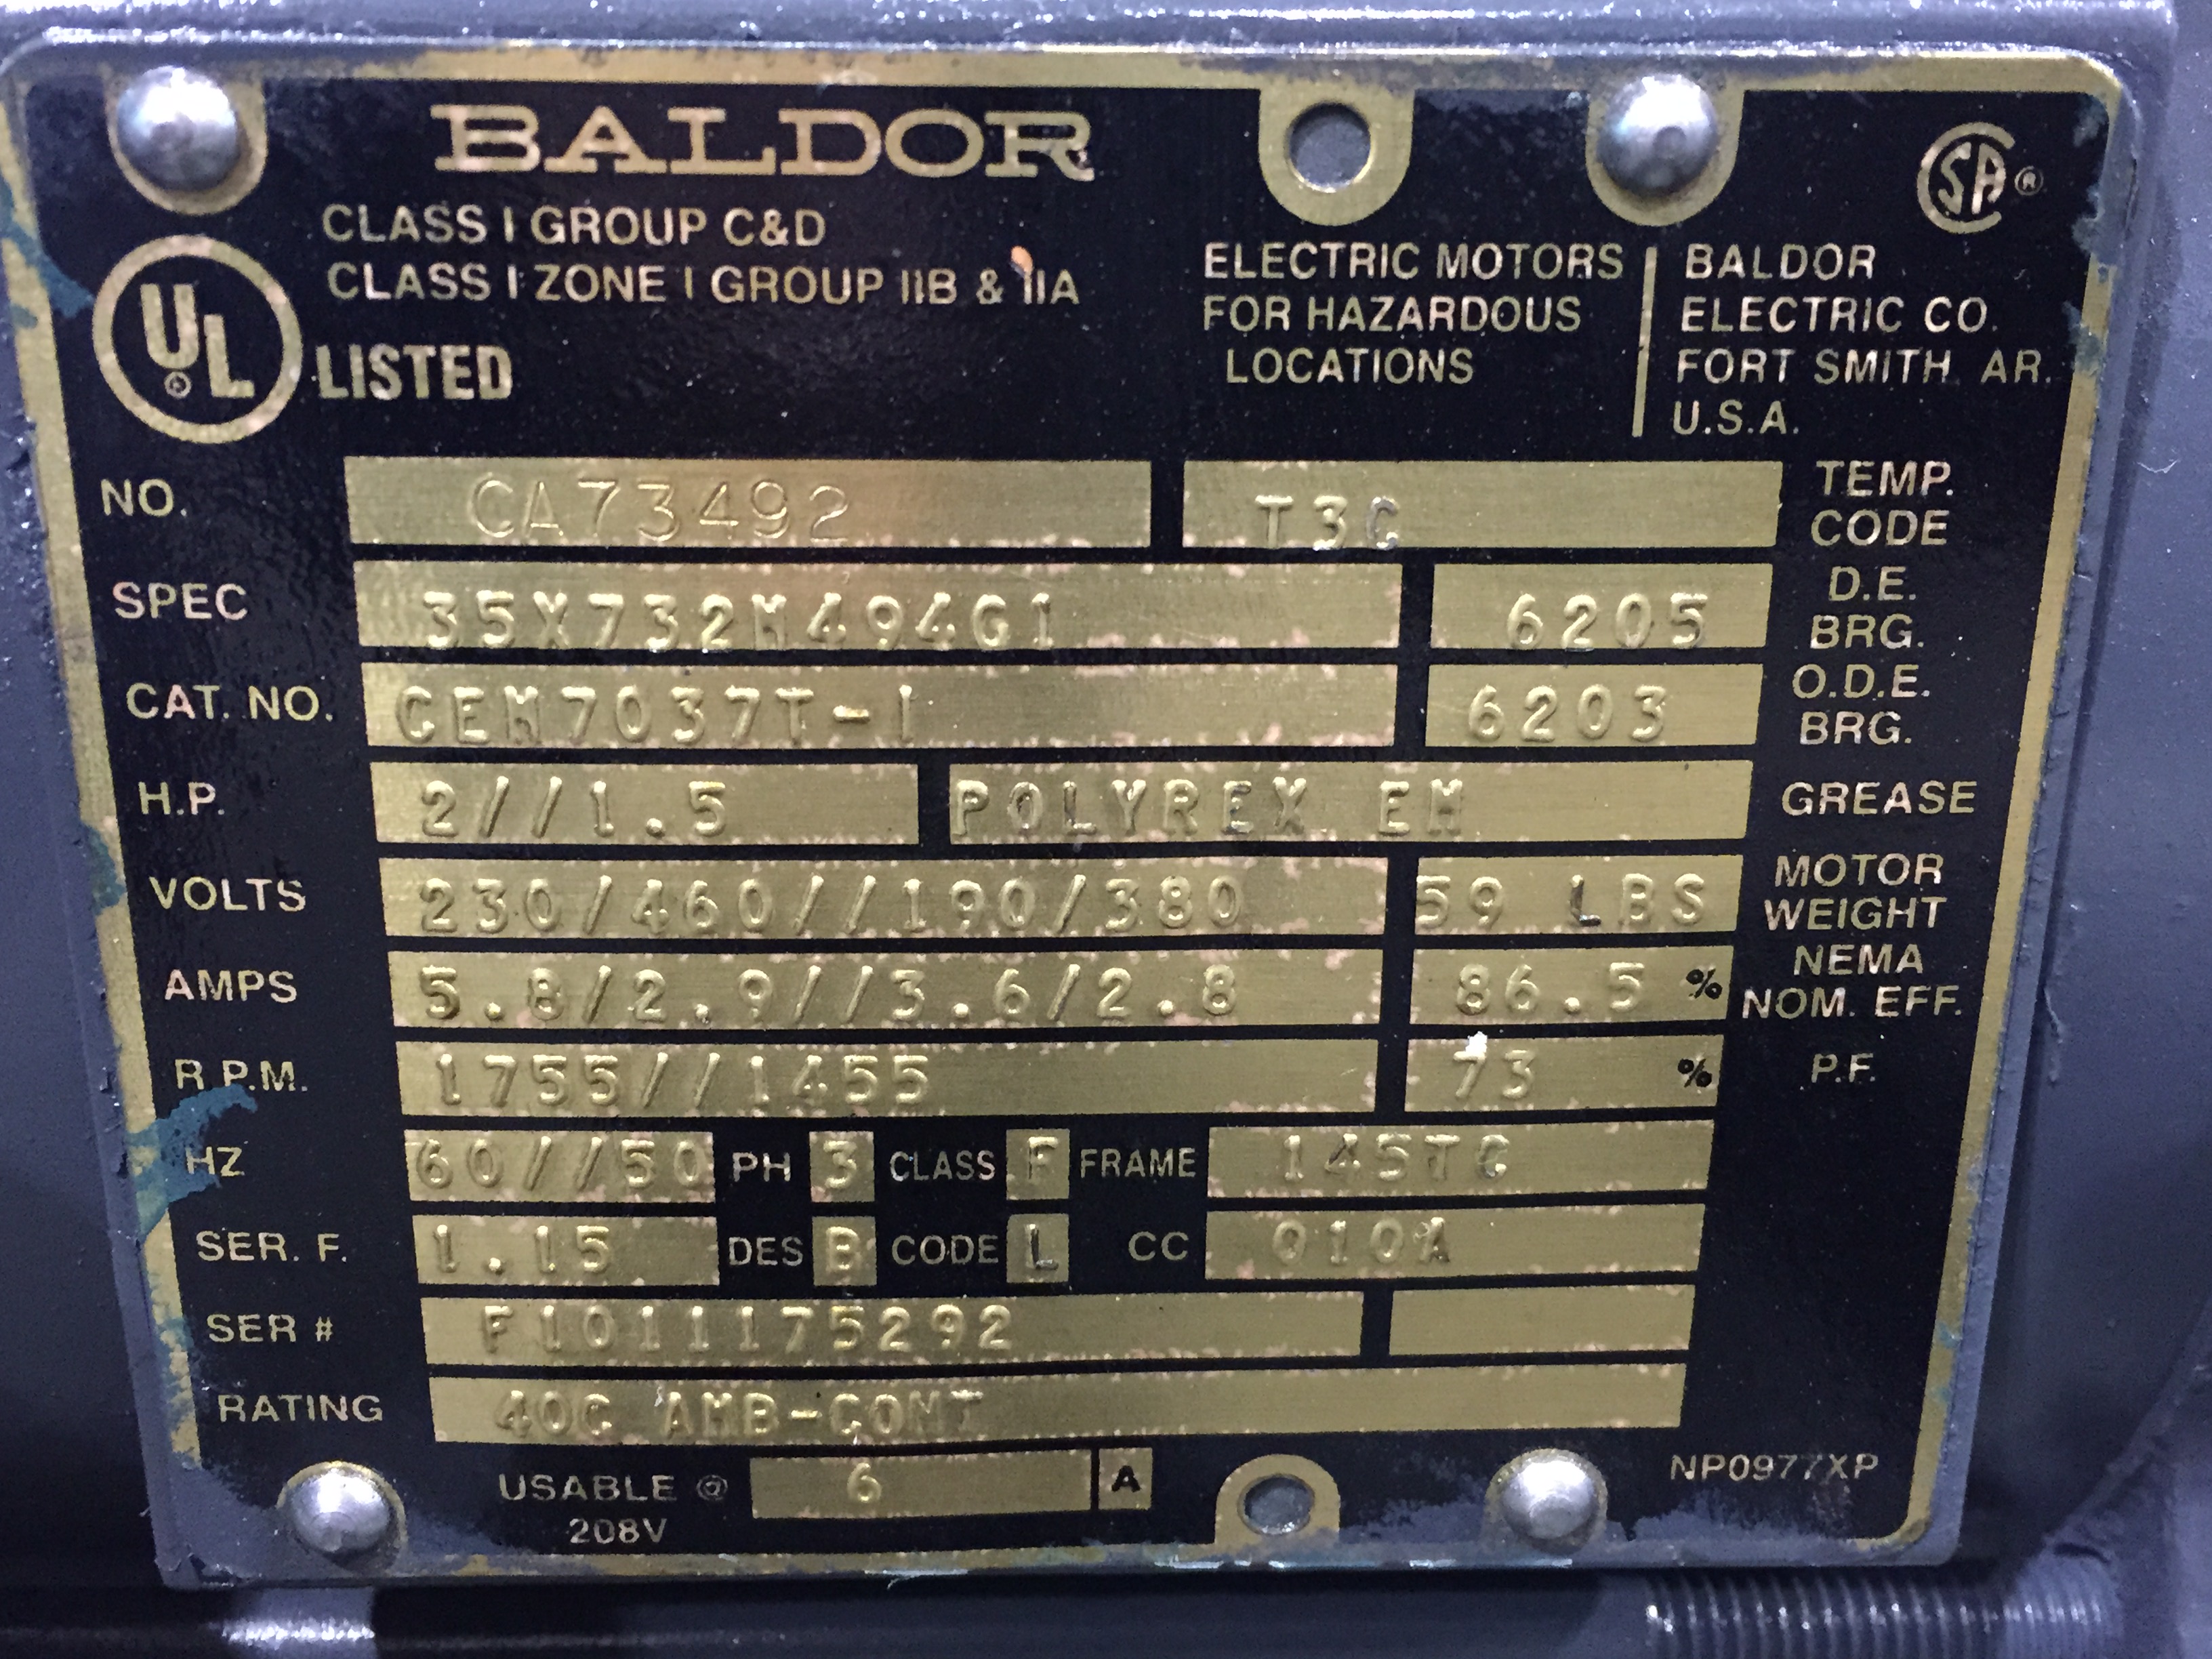 BALDOR
CLASS I GROUP C&D
CLASS I ZONE I GROUP IIB & IIA
UL ® LISTED
ELECTRIC MOTORS
FOR HAZARDOUS
LOCATIONS
SA ®
BALDOR
ELECTRIC CO.
FORT SMITH AR.
U.S.A.
NO. CA73492 T3C TEMP. CODE
SPEC 35X732M494G1 6205 D.E. BRG.
CAT. NO. CEM7037T-I 6203 O.D.E. BRG.
H.P. 2//1.5 POLYREX EM GREASE
VOLTS 230/460//190/380 59 LBS MOTOR WEIGHT
AMPS 5.8/2.9//3.6/2.8 86.5 % NEMA NOM. EFF.
R.P.M. 1755//1455 73 % P.F.
HZ 60//50 PH 3 CLASS F FRAME 145TC
SER. F. 1.15 DES B CODE L CC 010A
SER # F1011175292
RATING 40C AMB-CONT
USABLE @ 208V 6 A
NP0977XP